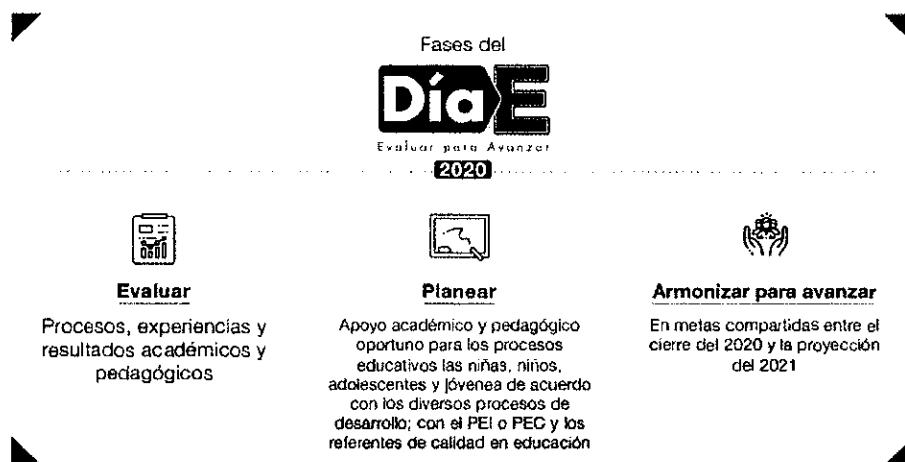 Fases del
Día E
Evaluar para Avanzar
2020
Evaluar
Procesos, experiencias y
resultados académicos y
pedagógicos
Planear
Apoyo académico y pedagógico
oportuno para los procesos
educativos las niñas, niños,
adolescentes y jóvenea de acuerdo
con los diversos procesos de
desarrollo; con el PEI o PEC y los
referentes de calidad en educación
Armonizar para avanzar
En metas compartidas entre el
cierre del 2020 y la proyección
del 2021